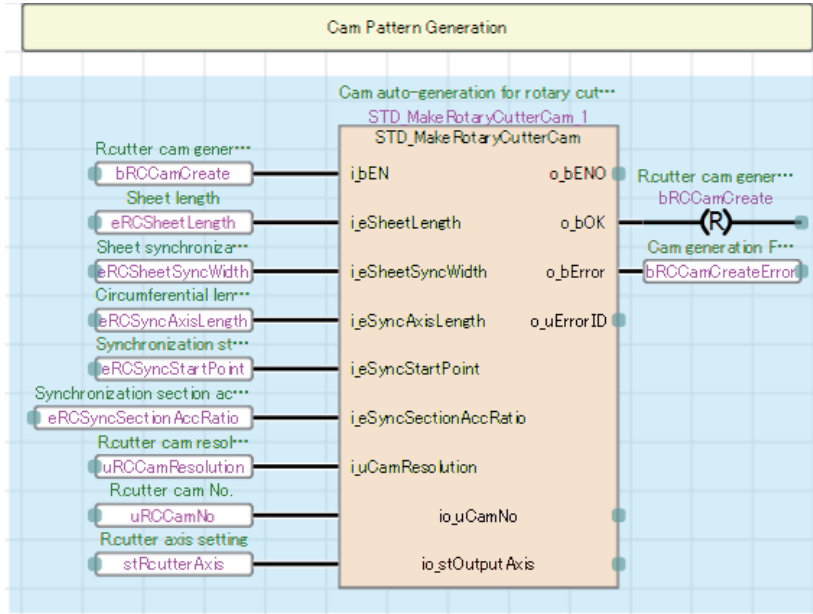 Cam Pattern Generation
Cam auto-generation for rotary cut···
STD_MakeRotaryCutterCam_1
STD_MakeRotaryCutterCam
R.cutter cam gener···
bRCCamCreate
i_bEN
o_bENO
R.cutter cam gener···
bRCCamCreate
Sheet length
eRCSheetLength
i_eSheetLength
o_bOK
(R)
Sheet synchroniza···
eRCSheetSyncWidth
i_eSheetSyncWidth
o_bError
Cam generation F···
bRCCamCreateError
Circumferential len···
eRCSyncAxisLength
i_eSyncAxisLength
o_uErrorID
Synchronization st···
eRCSyncStartPoint
i_eSyncStartPoint
Synchronization section ac···
eRCSyncSectionAccRatio
i_eSyncSectionAccRatio
R.cutter cam resol···
uRCCamResolution
i_uCamResolution
R.cutter cam No.
uRCCamNo
io_uCamNo
R.cutter axis setting
stRcutterAxis
io_stOutputAxis